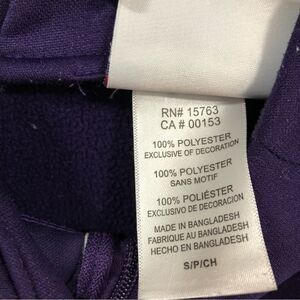 RN# 15763
CA # 00153
100% POLYESTER
EXCLUSIVE OF DECORATION
100% POLYESTER
SANS MOTIF
100% POLIÉSTER
EXCLUSIVO DE DECORACION
MADE IN BANGLADESH
FABRIQUE AU BANGLADESH
HECHO EN BANGLADESH
S/P/CH